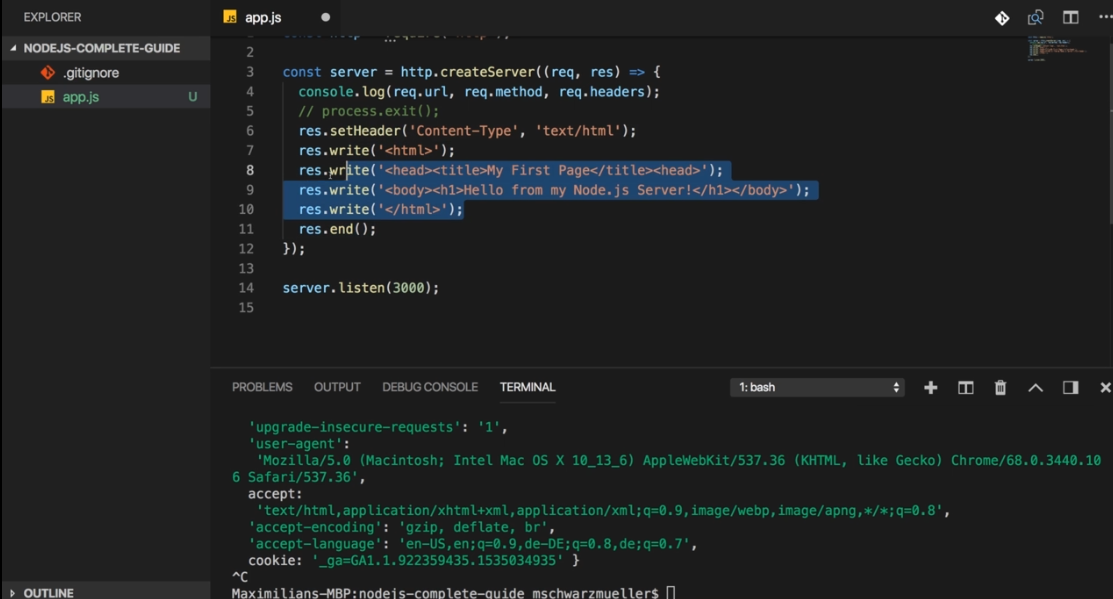 EXPLORER
JS app.js
NODEJS-COMPLETE-GUIDE
.gitignore
JS app.js U
2
3 const server = http.createServer((req, res) => {
4 console.log(req.url, req.method, req.headers);
5 // process.exit();
6 res.setHeader('Content-Type', 'text/html');
7 res.write('<html>');
8 res.write('<head><title>My First Page</title><head>');
9 res.write('<body><h1>Hello from my Node.js Server!</h1></body>');
10 res.write('</html>');
11 res.end();
12 });
13
14 server.listen(3000);
15
PROBLEMS OUTPUT DEBUG CONSOLE TERMINAL 1: bash
'upgrade-insecure-requests': '1',
'user-agent':
'Mozilla/5.0 (Macintosh; Intel Mac OS X 10_13_6) AppleWebKit/537.36 (KHTML, like Gecko) Chrome/68.0.3440.10
6 Safari/537.36',
accept:
'text/html,application/xhtml+xml,application/xml;q=0.9,image/webp,image/apng,*/*;q=0.8',
'accept-encoding': 'gzip, deflate, br',
'accept-language': 'en-US,en;q=0.9,de-DE;q=0.8,de;q=0.7',
cookie: '_ga=GA1.1.922359435.1535034935' }
^C
Maximilians-MBP:nodejs-complete-guide mschwarzmueller$
OUTLINE